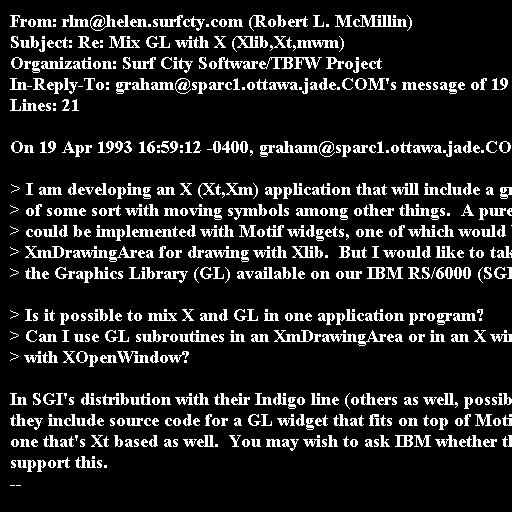 From: rlm@helen.surfcty.com (Robert L. McMillin)
Subject: Re: Mix GL with X (Xlib,Xt,mwm)
Organization: Surf City Software/TBFW Project
In-Reply-To: graham@sparc1.ottawa.jade.COM's message of 19
Lines: 21

On 19 Apr 1993 16:59:12 -0400, graham@sparc1.ottawa.jade.CO

> I am developing an X (Xt,Xm) application that will include a gr
> of some sort with moving symbols among other things.  A pure
> could be implemented with Motif widgets, one of which would
> XmDrawingArea for drawing with Xlib.  But I would like to tak
> the Graphics Library (GL) available on our IBM RS/6000 (SGI

> Is it possible to mix X and GL in one application program?
> Can I use GL subroutines in an XmDrawingArea or in an X win
> with XOpenWindow?

In SGI's distribution with their Indigo line (others as well, possib
they include source code for a GL widget that fits on top of Moti
one that's Xt based as well.  You may wish to ask IBM whether th
support this.
--